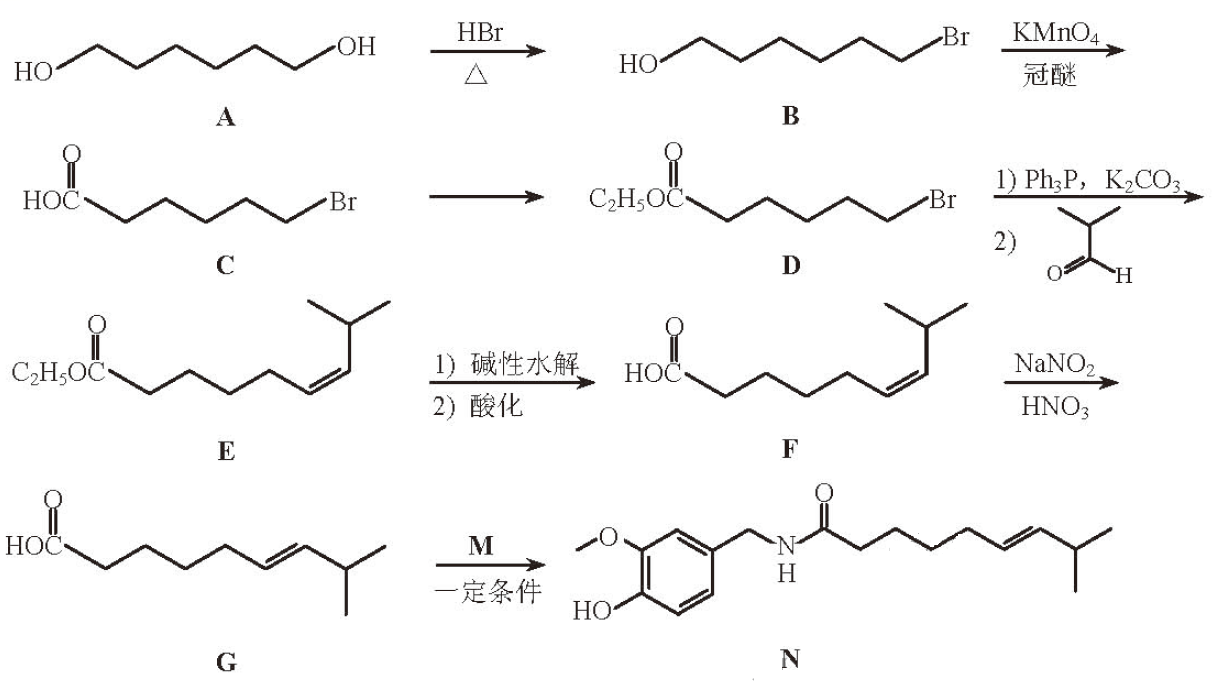 HO OH HBr △ HO Br KMnO₄ 冠醚
A B
O HOC Br O C₂H₅OC Br 1) Ph₃P，K₂CO₃
2) O H
C D
O C₂H₅OC 1) 碱性水解 2) 酸化 O HOC NaNO₂ HNO₃
E F
O HOC M 一定条件 O HO N H O
G N